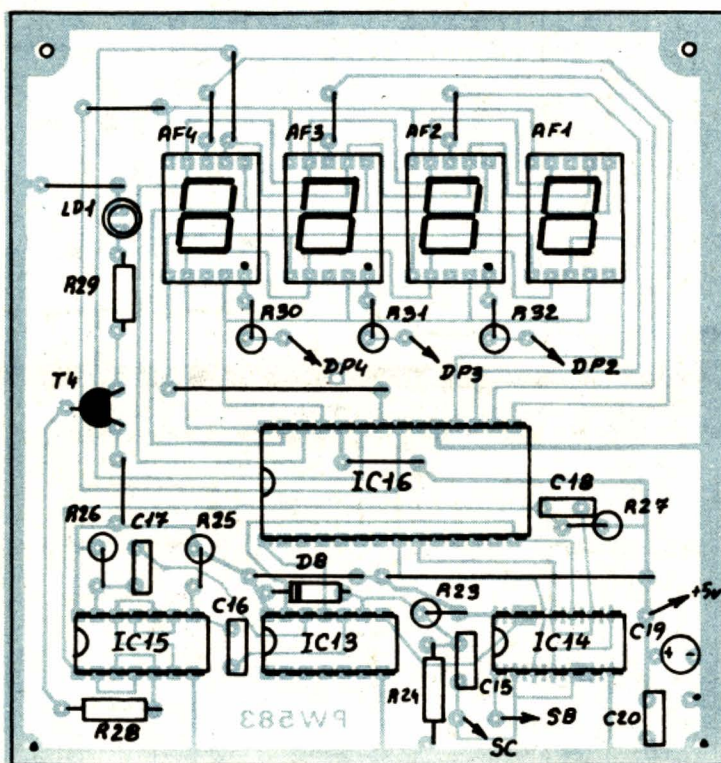 AF4 AF3 AF2 AF1
LD1
R29
R30 R31 R32
DP4 DP3 DP2
T4
IC16
C18
R26 C17 R25 R27
D8
+5v
C16 R23
IC15 IC13 IC14 C19
+ -
R24 C15
R28 PW583 SC SB C20